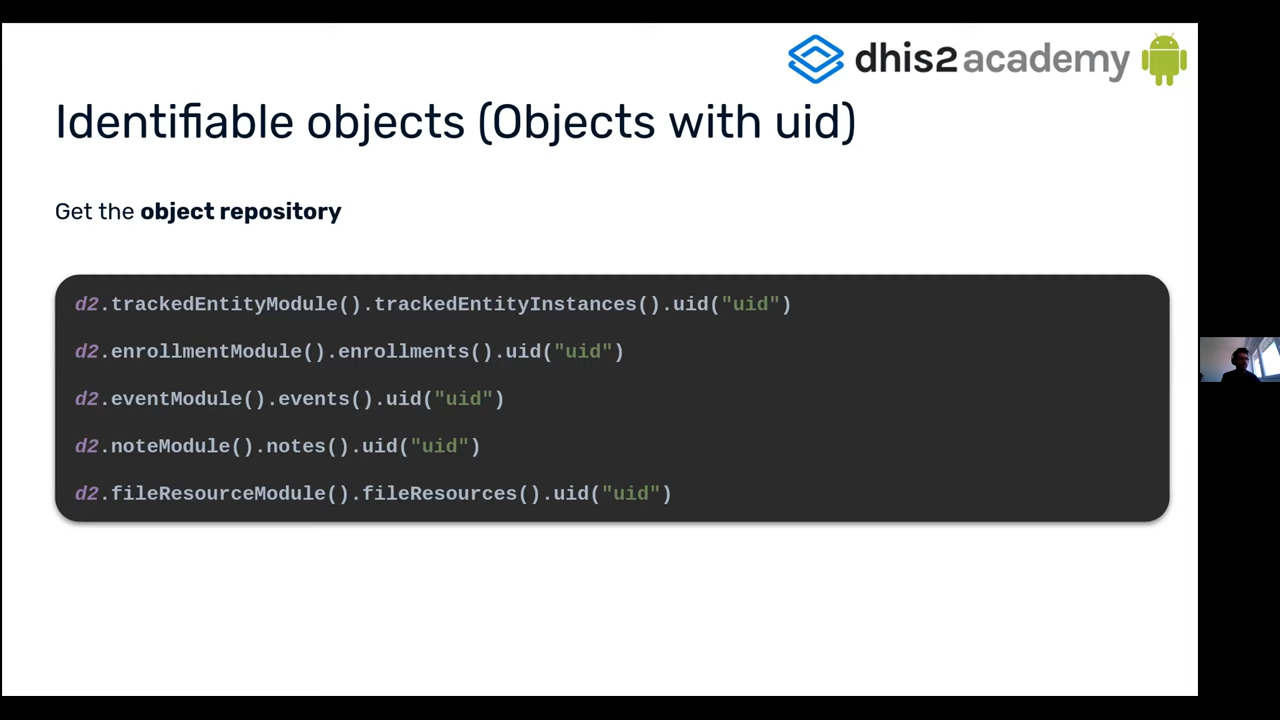 dhis2 academy
Identifiable objects (Objects with uid)
Get the object repository
d2.trackedEntityModule().trackedEntityInstances().uid("uid")
d2.enrollmentModule().enrollments().uid("uid")
d2.eventModule().events().uid("uid")
d2.noteModule().notes().uid("uid")
d2.fileResourceModule().fileResources().uid("uid")